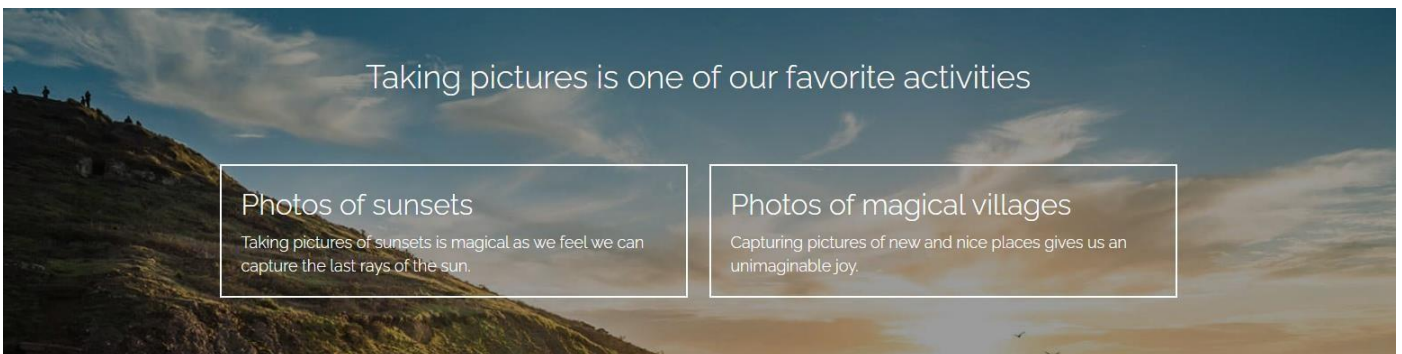 Taking pictures is one of our favorite activities
Photos of sunsets
Taking pictures of sunsets is magical as we feel we can
capture the last rays of the sun.
Photos of magical villages
Capturing pictures of new and nice places gives us an
unimaginable joy.